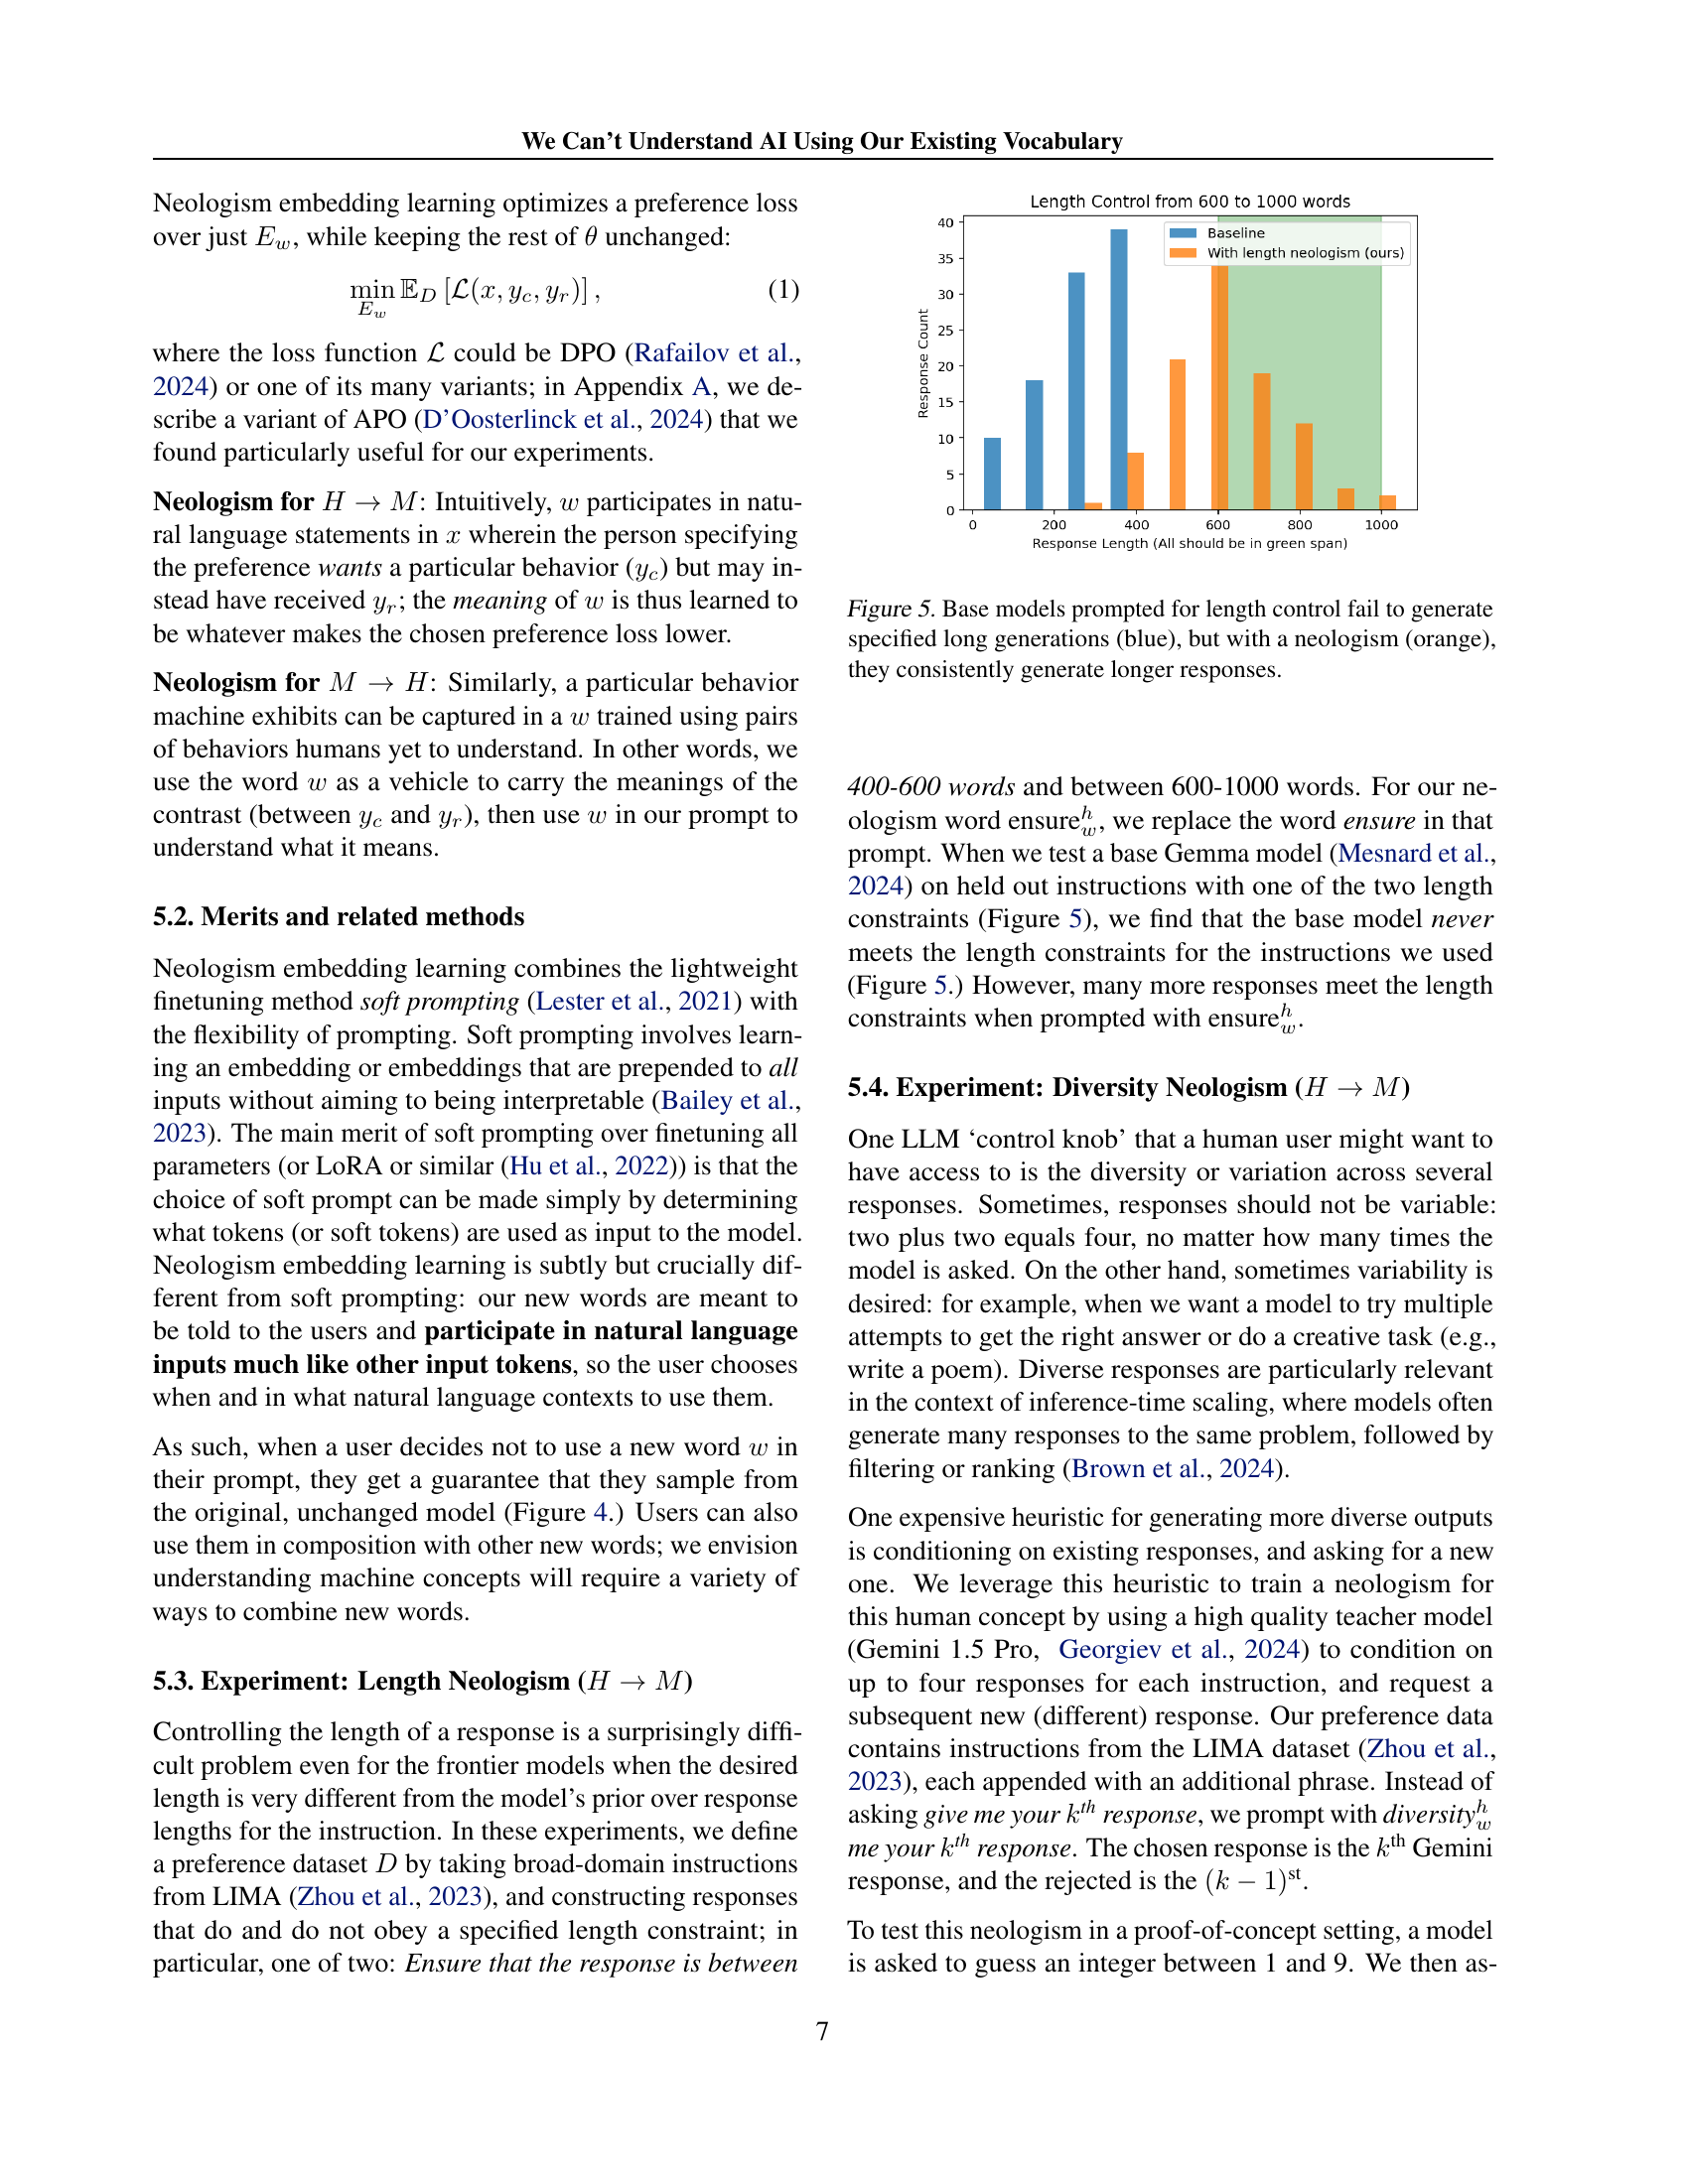 We Can't Understand AI Using Our Existing Vocabulary
Neologism embedding learning optimizes a preference loss
over just E_w, while keeping the rest of θ unchanged:
min_{E_w} 𝔼_D [ℒ(x, y_c, y_r)] , (1)
where the loss function ℒ could be DPO (Rafailov et al.,
2024) or one of its many variants; in Appendix A, we de-
scribe a variant of APO (D'Oosterlinck et al., 2024) that we
found particularly useful for our experiments.
Neologism for H → M: Intuitively, w participates in natu-
ral language statements in x wherein the person specifying
the preference wants a particular behavior (y_c) but may in-
stead have received y_r; the meaning of w is thus learned to
be whatever makes the chosen preference loss lower.
Neologism for M → H: Similarly, a particular behavior
machine exhibits can be captured in a w trained using pairs
of behaviors humans yet to understand. In other words, we
use the word w as a vehicle to carry the meanings of the
contrast (between y_c and y_r), then use w in our prompt to
understand what it means.
5.2. Merits and related methods
Neologism embedding learning combines the lightweight
finetuning method soft prompting (Lester et al., 2021) with
the flexibility of prompting. Soft prompting involves learn-
ing an embedding or embeddings that are prepended to all
inputs without aiming to being interpretable (Bailey et al.,
2023). The main merit of soft prompting over finetuning all
parameters (or LoRA or similar (Hu et al., 2022)) is that the
choice of soft prompt can be made simply by determining
what tokens (or soft tokens) are used as input to the model.
Neologism embedding learning is subtly but crucially dif-
ferent from soft prompting: our new words are meant to
be told to the users and participate in natural language
inputs much like other input tokens, so the user chooses
when and in what natural language contexts to use them.
As such, when a user decides not to use a new word w in
their prompt, they get a guarantee that they sample from
the original, unchanged model (Figure 4.) Users can also
use them in composition with other new words; we envision
understanding machine concepts will require a variety of
ways to combine new words.
5.3. Experiment: Length Neologism (H → M)
Controlling the length of a response is a surprisingly diffi-
cult problem even for the frontier models when the desired
length is very different from the model's prior over response
lengths for the instruction. In these experiments, we define
a preference dataset D by taking broad-domain instructions
from LIMA (Zhou et al., 2023), and constructing responses
that do and do not obey a specified length constraint; in
particular, one of two: Ensure that the response is between
Length Control from 600 to 1000 words
Baseline
With length neologism (ours)
Response Count
40
35
30
25
20
15
10
5
0
0 200 400 600 800 1000
Response Length (All should be in green span)
Figure 5. Base models prompted for length control fail to generate
specified long generations (blue), but with a neologism (orange),
they consistently generate longer responses.
400-600 words and between 600-1000 words. For our ne-
ologism word ensure_w^h, we replace the word ensure in that
prompt. When we test a base Gemma model (Mesnard et al.,
2024) on held out instructions with one of the two length
constraints (Figure 5), we find that the base model never
meets the length constraints for the instructions we used
(Figure 5.) However, many more responses meet the length
constraints when prompted with ensure_w^h.
5.4. Experiment: Diversity Neologism (H → M)
One LLM 'control knob' that a human user might want to
have access to is the diversity or variation across several
responses. Sometimes, responses should not be variable:
two plus two equals four, no matter how many times the
model is asked. On the other hand, sometimes variability is
desired: for example, when we want a model to try multiple
attempts to get the right answer or do a creative task (e.g.,
write a poem). Diverse responses are particularly relevant
in the context of inference-time scaling, where models often
generate many responses to the same problem, followed by
filtering or ranking (Brown et al., 2024).
One expensive heuristic for generating more diverse outputs
is conditioning on existing responses, and asking for a new
one. We leverage this heuristic to train a neologism for
this human concept by using a high quality teacher model
(Gemini 1.5 Pro, Georgiev et al., 2024) to condition on
up to four responses for each instruction, and request a
subsequent new (different) response. Our preference data
contains instructions from the LIMA dataset (Zhou et al.,
2023), each appended with an additional phrase. Instead of
asking give me your k^th response, we prompt with diversity_w^h
me your k^th response. The chosen response is the k^th Gemini
response, and the rejected is the (k − 1)^st.
To test this neologism in a proof-of-concept setting, a model
is asked to guess an integer between 1 and 9. We then as-
7